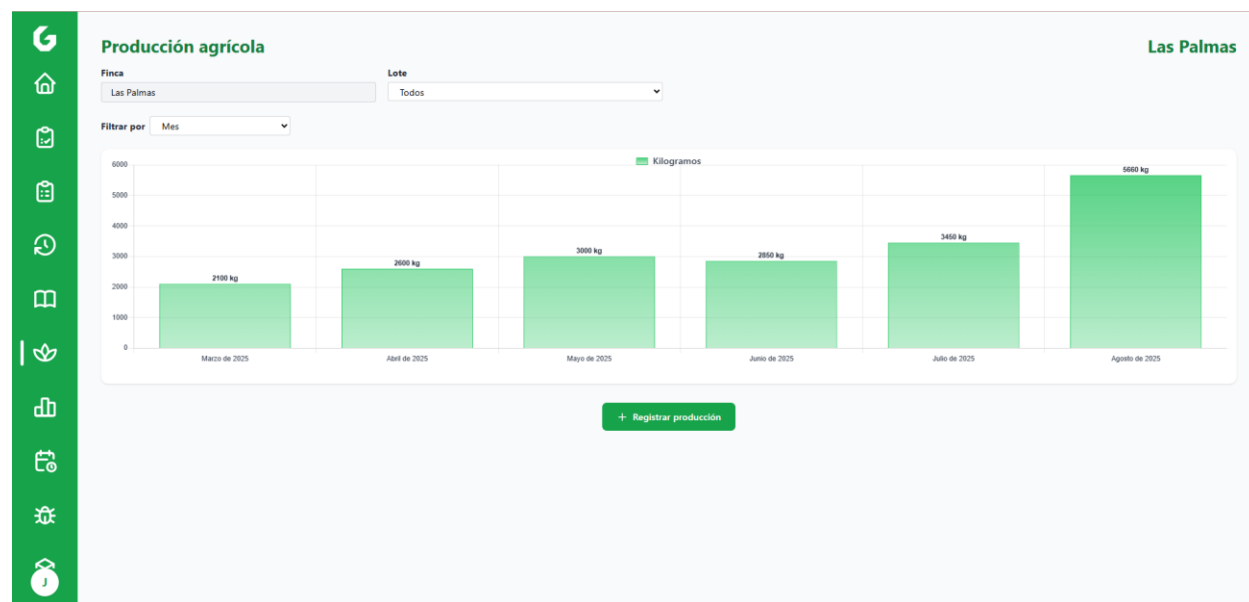 Producción agrícola
Las Palmas
Finca
Lote
Las Palmas
Todos
Filtrar por
Mes
Kilogramos
6000
5000
4000
3000
2000
1000
0
2100 kg
2600 kg
3000 kg
2850 kg
3450 kg
5660 kg
Marzo de 2025
Abril de 2025
Mayo de 2025
Junio de 2025
Julio de 2025
Agosto de 2025
+ Registrar producción
J